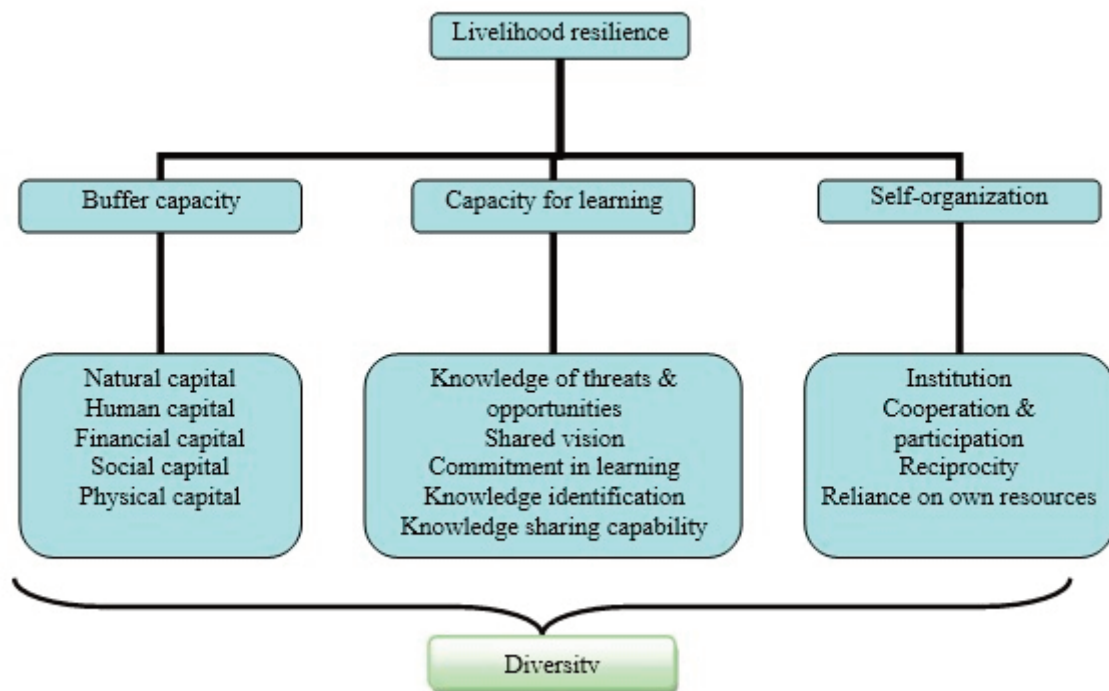 Livelihood resilience
Buffer capacity
Capacity for learning
Self-organization
Natural capital
Human capital
Financial capital
Social capital
Physical capital
Knowledge of threats &
opportunities
Shared vision
Commitment in learning
Knowledge identification
Knowledge sharing capability
Institution
Cooperation &
participation
Reciprocity
Reliance on own resources
Diversity